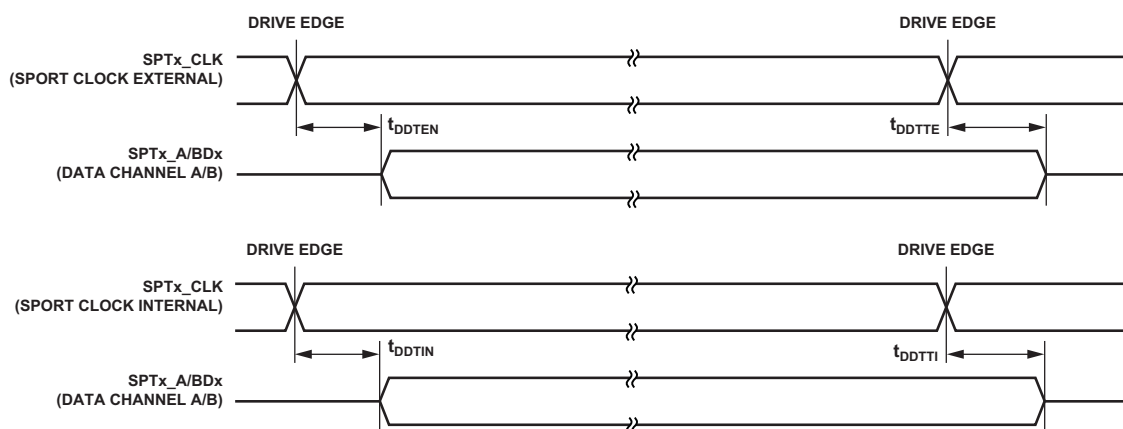 DRIVE EDGE DRIVE EDGE
SPTx_CLK
(SPORT CLOCK EXTERNAL)
tDDTEN tDDTTE
SPTx_A/BDx
(DATA CHANNEL A/B)
DRIVE EDGE DRIVE EDGE
SPTx_CLK
(SPORT CLOCK INTERNAL)
tDDTIN tDDTTI
SPTx_A/BDx
(DATA CHANNEL A/B)